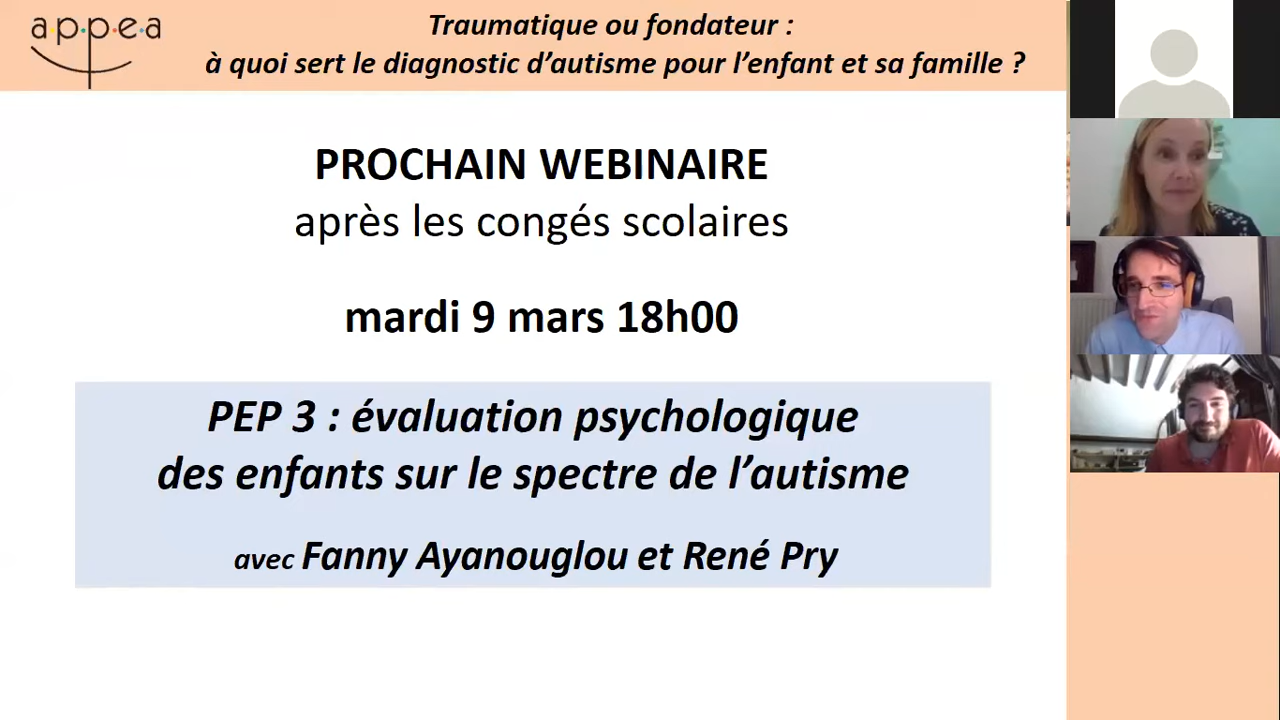 a·p·p·e·a
Traumatique ou fondateur :
à quoi sert le diagnostic d’autisme pour l’enfant et sa famille ?
PROCHAIN WEBINAIRE
après les congés scolaires
mardi 9 mars 18h00
PEP 3 : évaluation psychologique
des enfants sur le spectre de l’autisme
avec Fanny Ayanouglou et René Pry